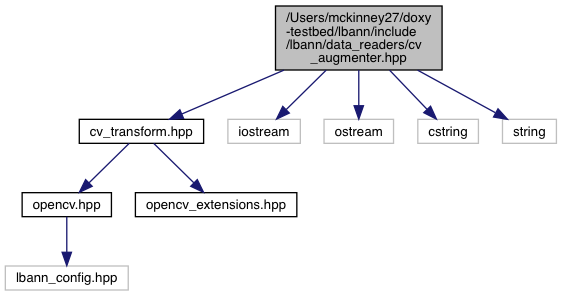 /Users/mckinney27/doxy
-testbed/lbann/include
/lbann/data_readers/cv
_augmenter.hpp
cv_transform.hpp
iostream
ostream
cstring
string
opencv.hpp
opencv_extensions.hpp
lbann_config.hpp